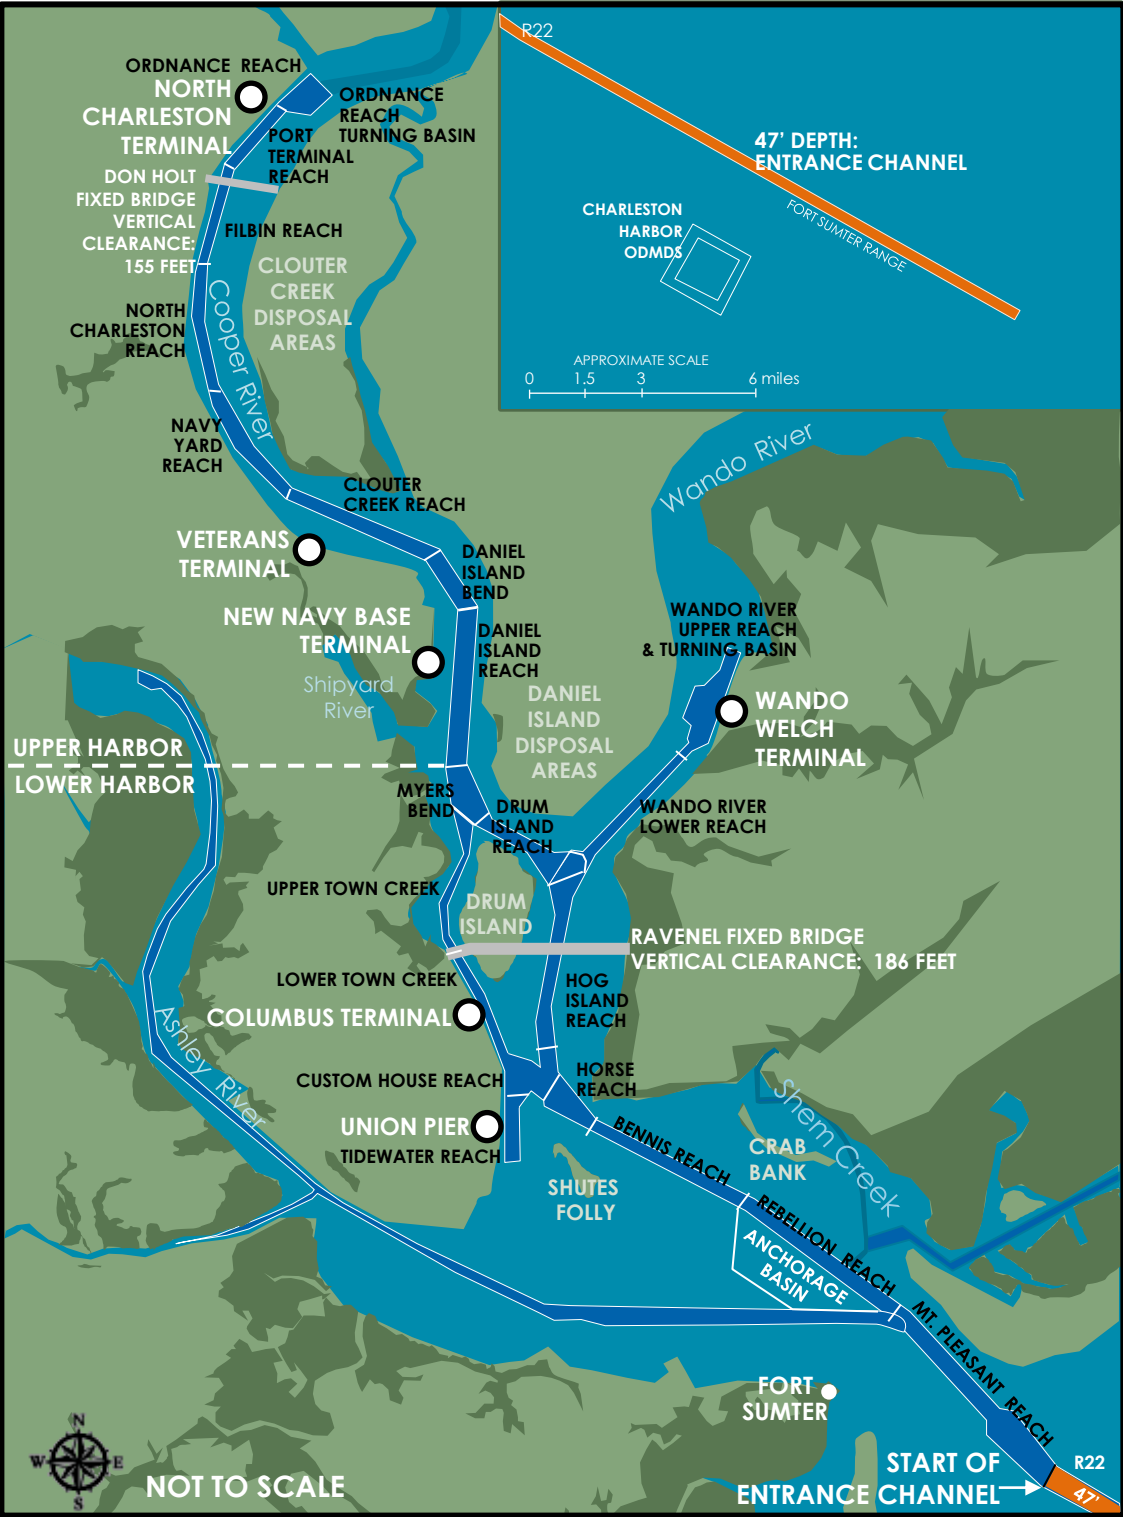 R22
47' DEPTH:
ENTRANCE CHANNEL
FORT SUMTER RANGE
CHARLESTON
HARBOR
ODMDS
APPROXIMATE SCALE
0 1.5 3 6 miles
ORDNANCE REACH
NORTH
CHARLESTON
TERMINAL
ORDNANCE
REACH
TURNING BASIN
PORT
TERMINAL
REACH
DON HOLT
FIXED BRIDGE
VERTICAL
CLEARANCE:
155 FEET
FILBIN REACH
CLOUTER
CREEK
DISPOSAL
AREAS
Cooper River
NORTH
CHARLESTON
REACH
NAVY
YARD
REACH
CLOUTER
CREEK REACH
Wando River
VETERANS
TERMINAL
DANIEL
ISLAND
BEND
NEW NAVY BASE
TERMINAL
DANIEL
ISLAND
REACH
WANDO RIVER
UPPER REACH
& TURNING BASIN
Shipyard
River
DANIEL
ISLAND
DISPOSAL
AREAS
WANDO
WELCH
TERMINAL
UPPER HARBOR
LOWER HARBOR
MYERS
BEND
DRUM
ISLAND
REACH
WANDO RIVER
LOWER REACH
UPPER TOWN CREEK
DRUM
ISLAND
RAVENEL FIXED BRIDGE
VERTICAL CLEARANCE: 186 FEET
LOWER TOWN CREEK
HOG
ISLAND
REACH
COLUMBUS TERMINAL
Ashley River
CUSTOM HOUSE REACH
HORSE
REACH
UNION PIER
TIDEWATER REACH
BENNIS REACH
CRAB
BANK
Shem Creek
SHUTES
FOLLY
REBELLION REACH
ANCHORAGE
BASIN
MT. PLEASANT REACH
FORT
SUMTER
N
W E
S
NOT TO SCALE
START OF
ENTRANCE CHANNEL
R22
47'